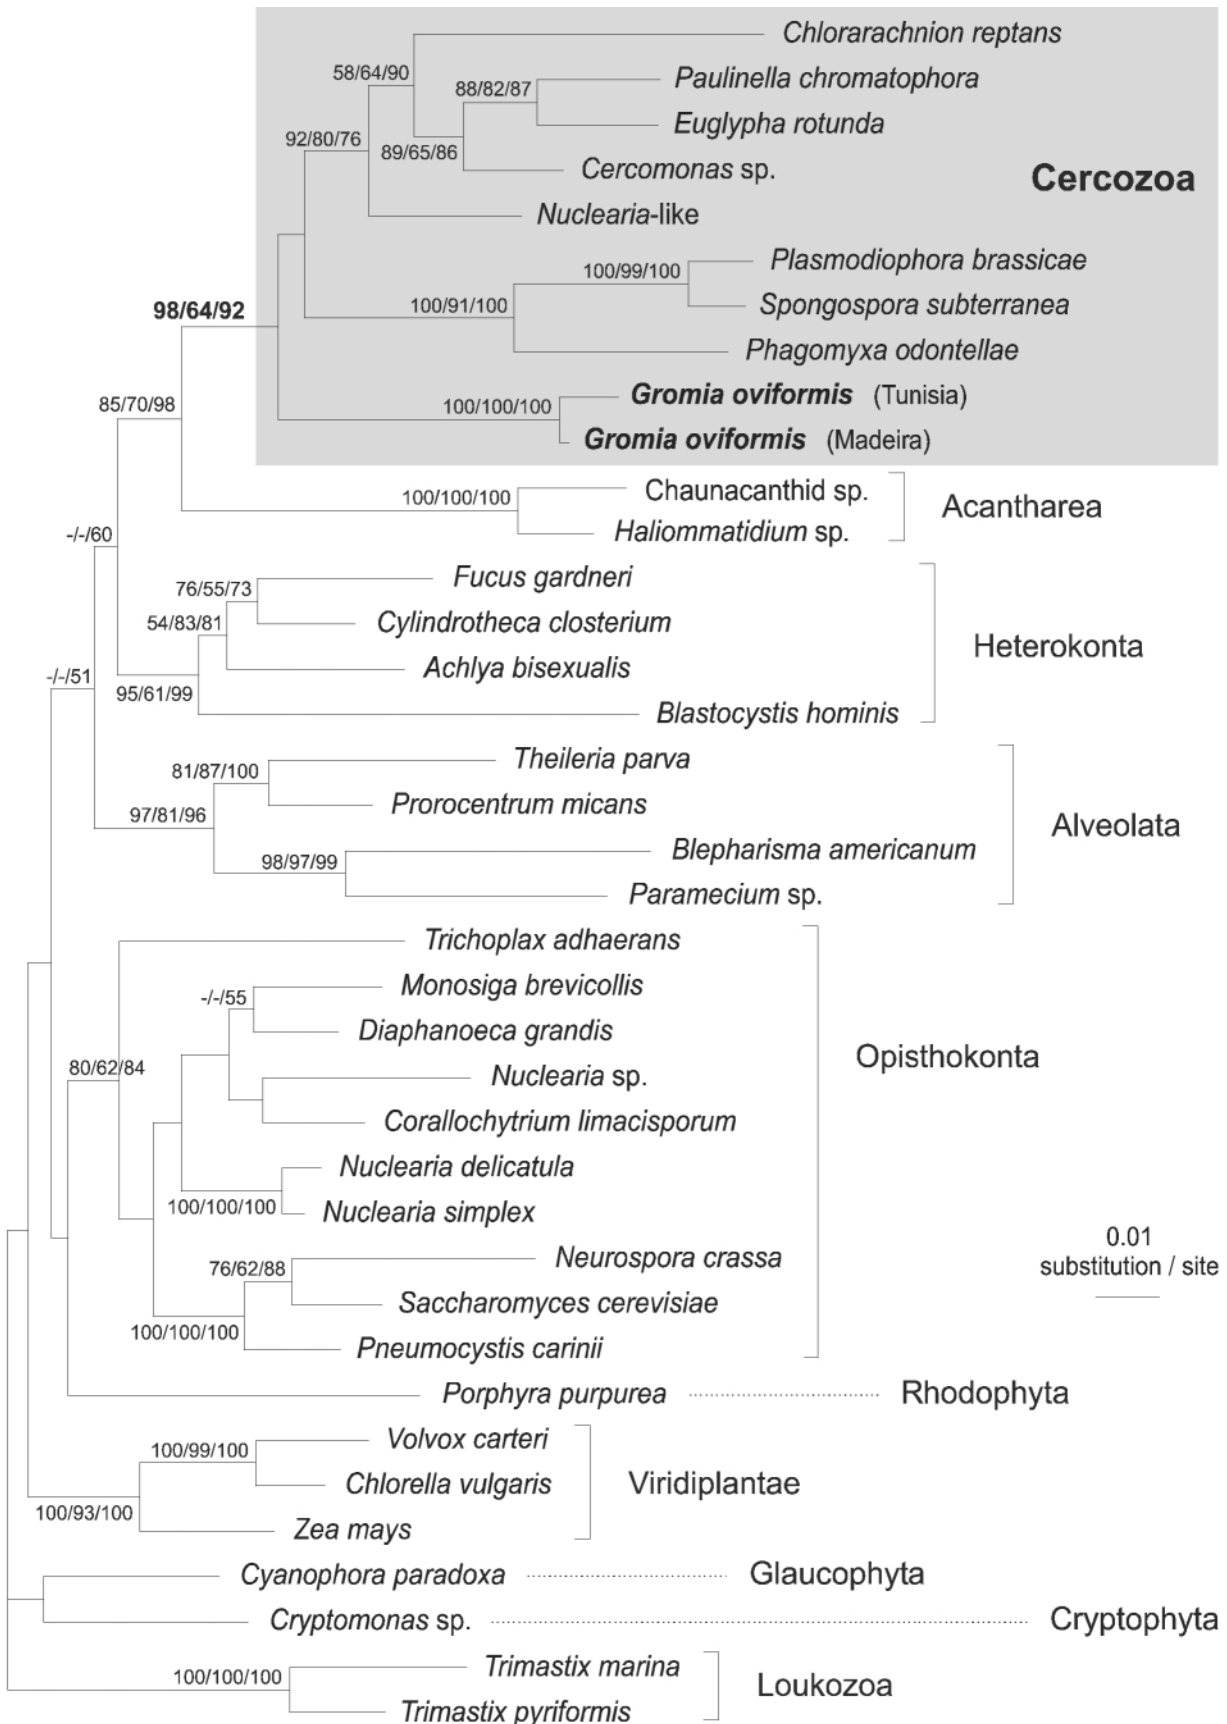 Chlorarachnion reptans
58/64/90
Paulinella chromatophora
88/82/87
Euglypha rotunda
92/80/76
89/65/86
Cercomonas sp.
Cercozoa
Nuclearia-like
Plasmodiophora brassicae
100/99/100
Spongospora subterranea
100/91/100
98/64/92
Phagomyxa odontellae
Gromia oviformis (Tunisia)
85/70/98
100/100/100
Gromia oviformis (Madeira)
Chaunacanthid sp.
100/100/100
Acantharea
Haliommatidium sp.
-/-/60
Fucus gardneri
76/55/73
Cylindrotheca closterium
54/83/81
Heterokonta
Achlya bisexualis
-/-/51
95/61/99
Blastocystis hominis
Theileria parva
81/87/100
Prorocentrum micans
97/81/96
Alveolata
Blepharisma americanum
98/97/99
Paramecium sp.
Trichoplax adhaerans
Monosiga brevicollis
-/-/55
Diaphanoeca grandis
Opisthokonta
80/62/84
Nuclearia sp.
Corallochytrium limacisporum
Nuclearia delicatula
100/100/100
Nuclearia simplex
0.01
substitution / site
Neurospora crassa
76/62/88
Saccharomyces cerevisiae
100/100/100
Pneumocystis carinii
Porphyra purpurea
Rhodophyta
Volvox carteri
100/99/100
Chlorella vulgaris
Viridiplantae
100/93/100
Zea mays
Cyanophora paradoxa
Glaucophyta
Cryptomonas sp.
Cryptophyta
Trimastix marina
100/100/100
Loukozoa
Trimastix pyriformis